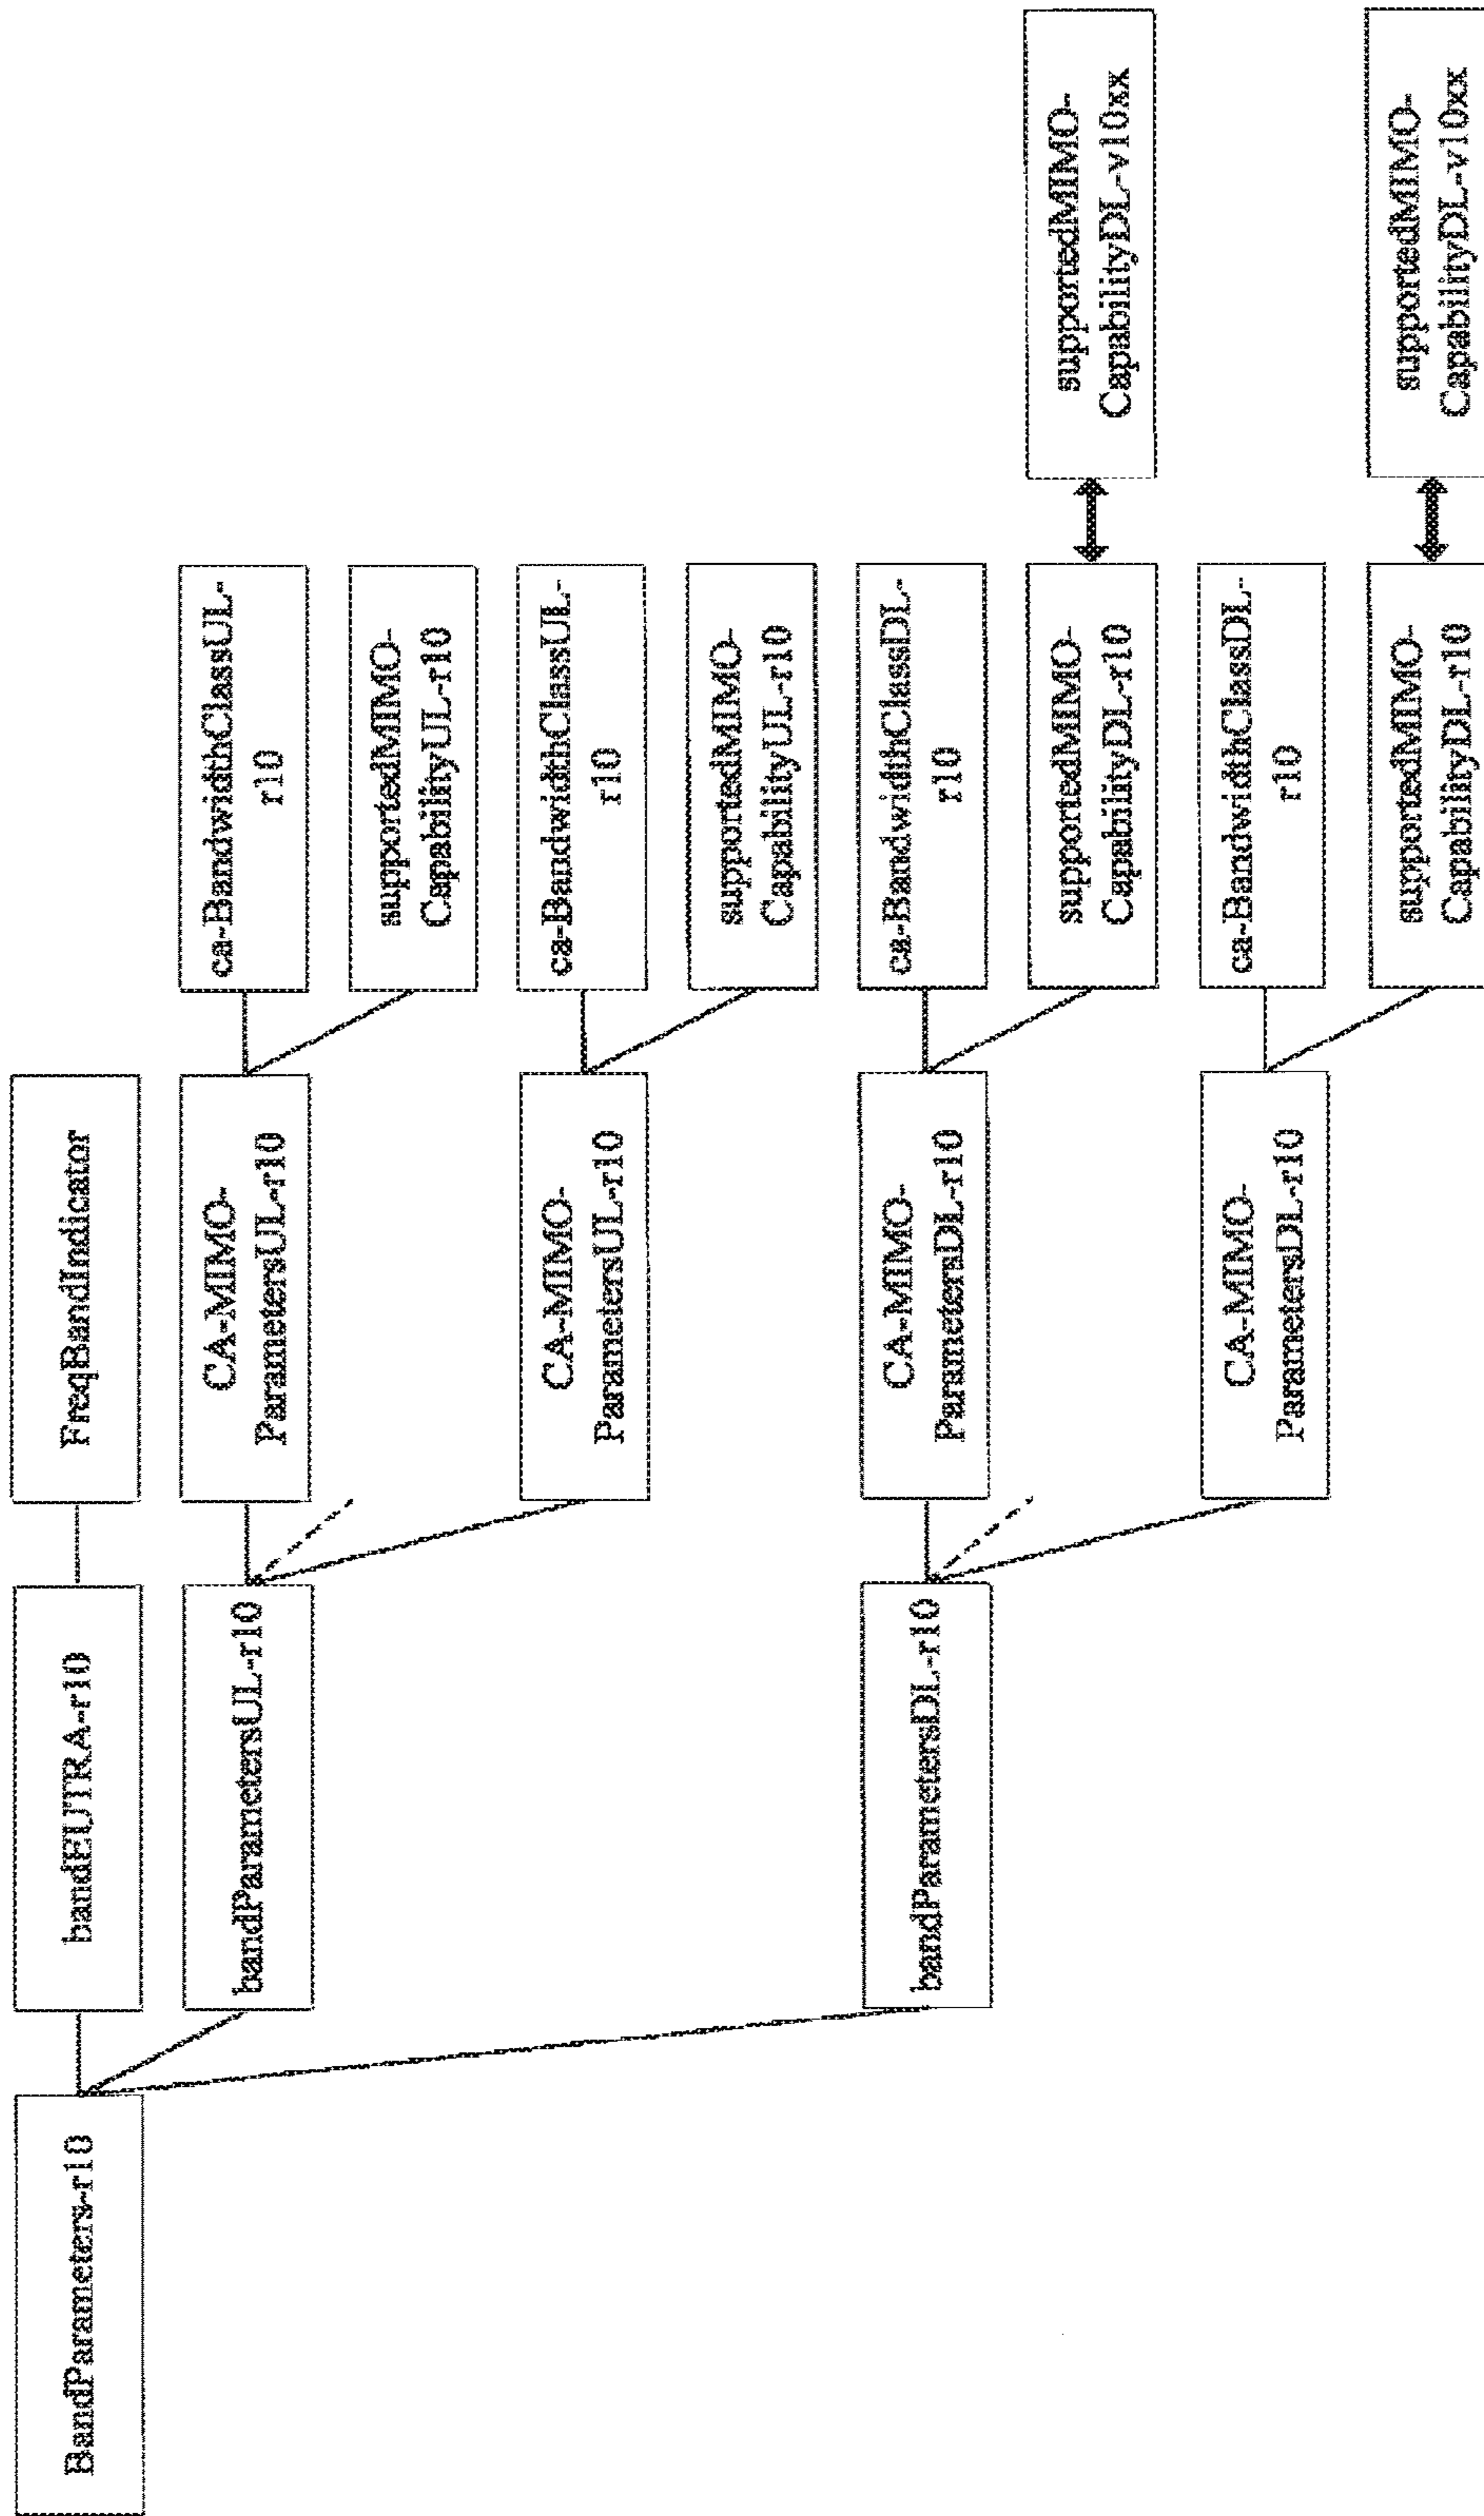 BandParameters-r10
bandEUTRA-r10
FreqBandIndicator
bandParametersUL-r10
CA-MIMO-
ParametersUL-r10
ca-BandwidthClassUL-
r10
supportedMIMO-
CapabilityUL-r10
CA-MIMO-
ParametersUL-r10
ca-BandwidthClassUL-
r10
supportedMIMO-
CapabilityUL-r10
bandParametersDL-r10
CA-MIMO-
ParametersDL-r10
ca-BandwidthClassDL-
r10
supportedMIMO-
CapabilityDL-r10
supportedMIMO-
CapabilityDL-v10xx
CA-MIMO-
ParametersDL-r10
ca-BandwidthClassDL-
r10
supportedMIMO-
CapabilityDL-r10
supportedMIMO-
CapabilityDL-v10xx